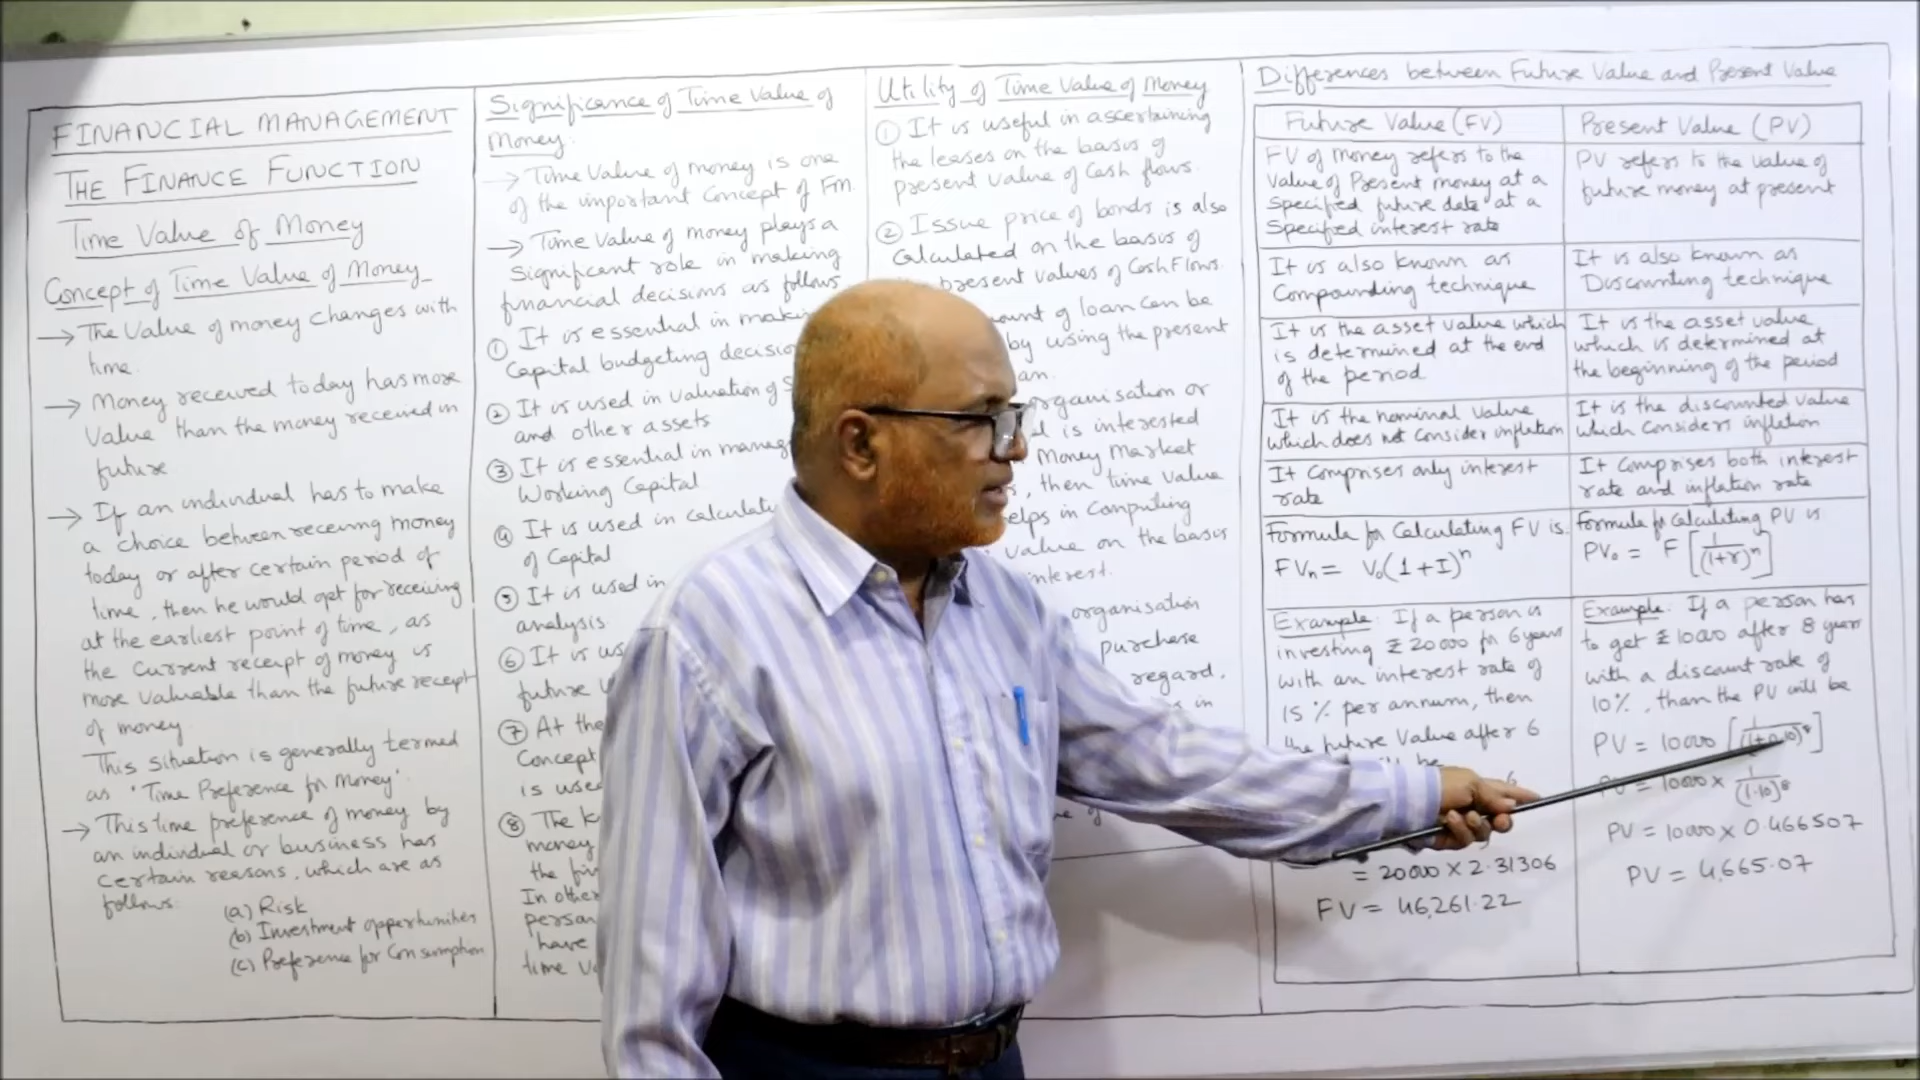 FINANCIAL MANAGEMENT
THE FINANCE FUNCTION
Time Value of Money
Concept of Time Value of Money
→ The Value of money changes with
time.
→ Money received today has more
Value than the money received in
future
→ If an individual has to make
a choice between receiving money
today or after certain period of
time, then he would opt for receiving
at the earliest point of time, as
the current receipt of money is
more valuable than the future receipt
of money
This situation is generally termed
as "Time Preference for Money".
→ This time preference of money by
an individual or business has
certain reasons, which are as
follows:
(a) Risk
(b) Investment opportunities
(c) Preference for Consumption
Significance of Time Value of
Money:
→ Time Value of money is one
of the important Concept of FM.
→ Time Value of money plays a
significant role in making
financial decisions as follows
① It is essential in
Capital budgeting
② It is used in valuation of
and other assets
③ It is essential in
Working Capital
④ It is used in
of Capital
⑤ It is used in
analysis.
⑥ It is
future
⑦ At the
Concept
is used
⑧ The
money
the
In other
person
have
time
Utility of Time Value of Money
① It is useful in ascertaining
the leases on the basis of
present value of Cash flows.
② Issue price of bonds is also
Calculated on the basis of
present values of Cash Flows.
of loan can be
by using the present
organisation or
is interested
Money Market
, then time value
in Computing
value on the basis
interest.
organisation
purchase
regard,
in
of
Differences between Future Value and Present Value
Future Value (FV)
FV of Money refers to the
Value of Present money at a
Specified future date at a
Specified interest rate
It is also known as
Compounding technique
It is the asset value which
is determined at the end
of the period
It is the nominal value
which does not consider inflation
It Comprises only interest
rate
Formula for Calculating FV is
FVn = V₀(1+I)ⁿ
Example: If a person is
investing ₹ 20000 for 6 years
with an interest rate of
15 % per annum, then
the future Value after 6
be
= 20000 × 2.31306
FV = 46,261.22
Present Value (PV)
PV refers to the value of
future money at present
It is also known as
Discounting technique
It is the asset value
which is determined at
the beginning of the period
It is the discounted value
which considers infletion
It Comprises both interest
rate and inflation rate
Formula for Calculating PV is
PV₀ = F [1/(1+r)ⁿ]
Example: If a person has
to get ₹ 10000 after 8 years
with a discount rate of
10%, than the PV will be
PV = 10000 [1/(1+0.10)⁸]
PV = 10000 × 1/(1.10)⁸
PV = 10000 × 0.466507
PV = 4,665.07